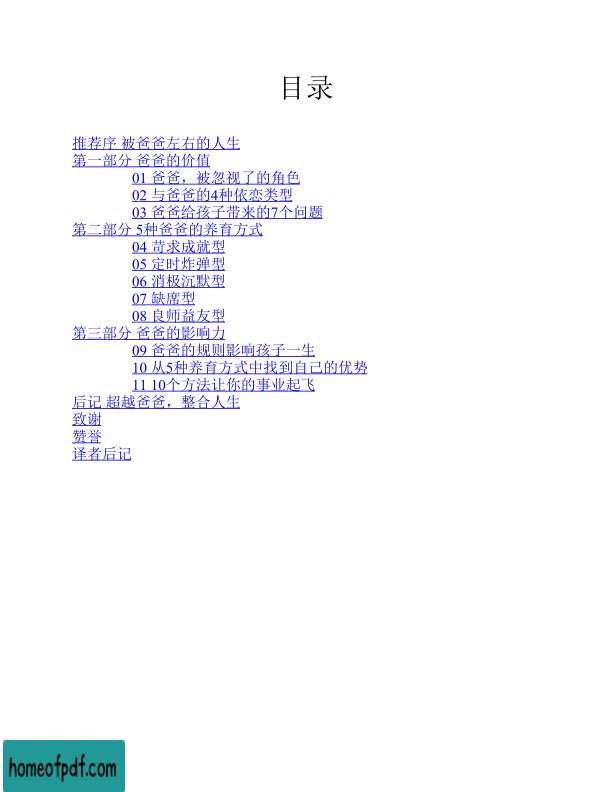 目录
推荐序 被爸爸左右的人生
第一部分 爸爸的价值
01 爸爸，被忽视了的角色
02 与爸爸的4种依恋类型
03 爸爸给孩子带来的7个问题
第二部分 5种爸爸的养育方式
04 苛求成就型
05 定时炸弹型
06 消极沉默型
07 缺席型
08 良师益友型
第三部分 爸爸的影响力
09 爸爸的规则影响孩子一生
10 从5种养育方式中找到自己的优势
11 10个方法让你的事业起飞
后记 超越爸爸，整合人生
致谢
赞誉
译者后记
homeofpdf.com